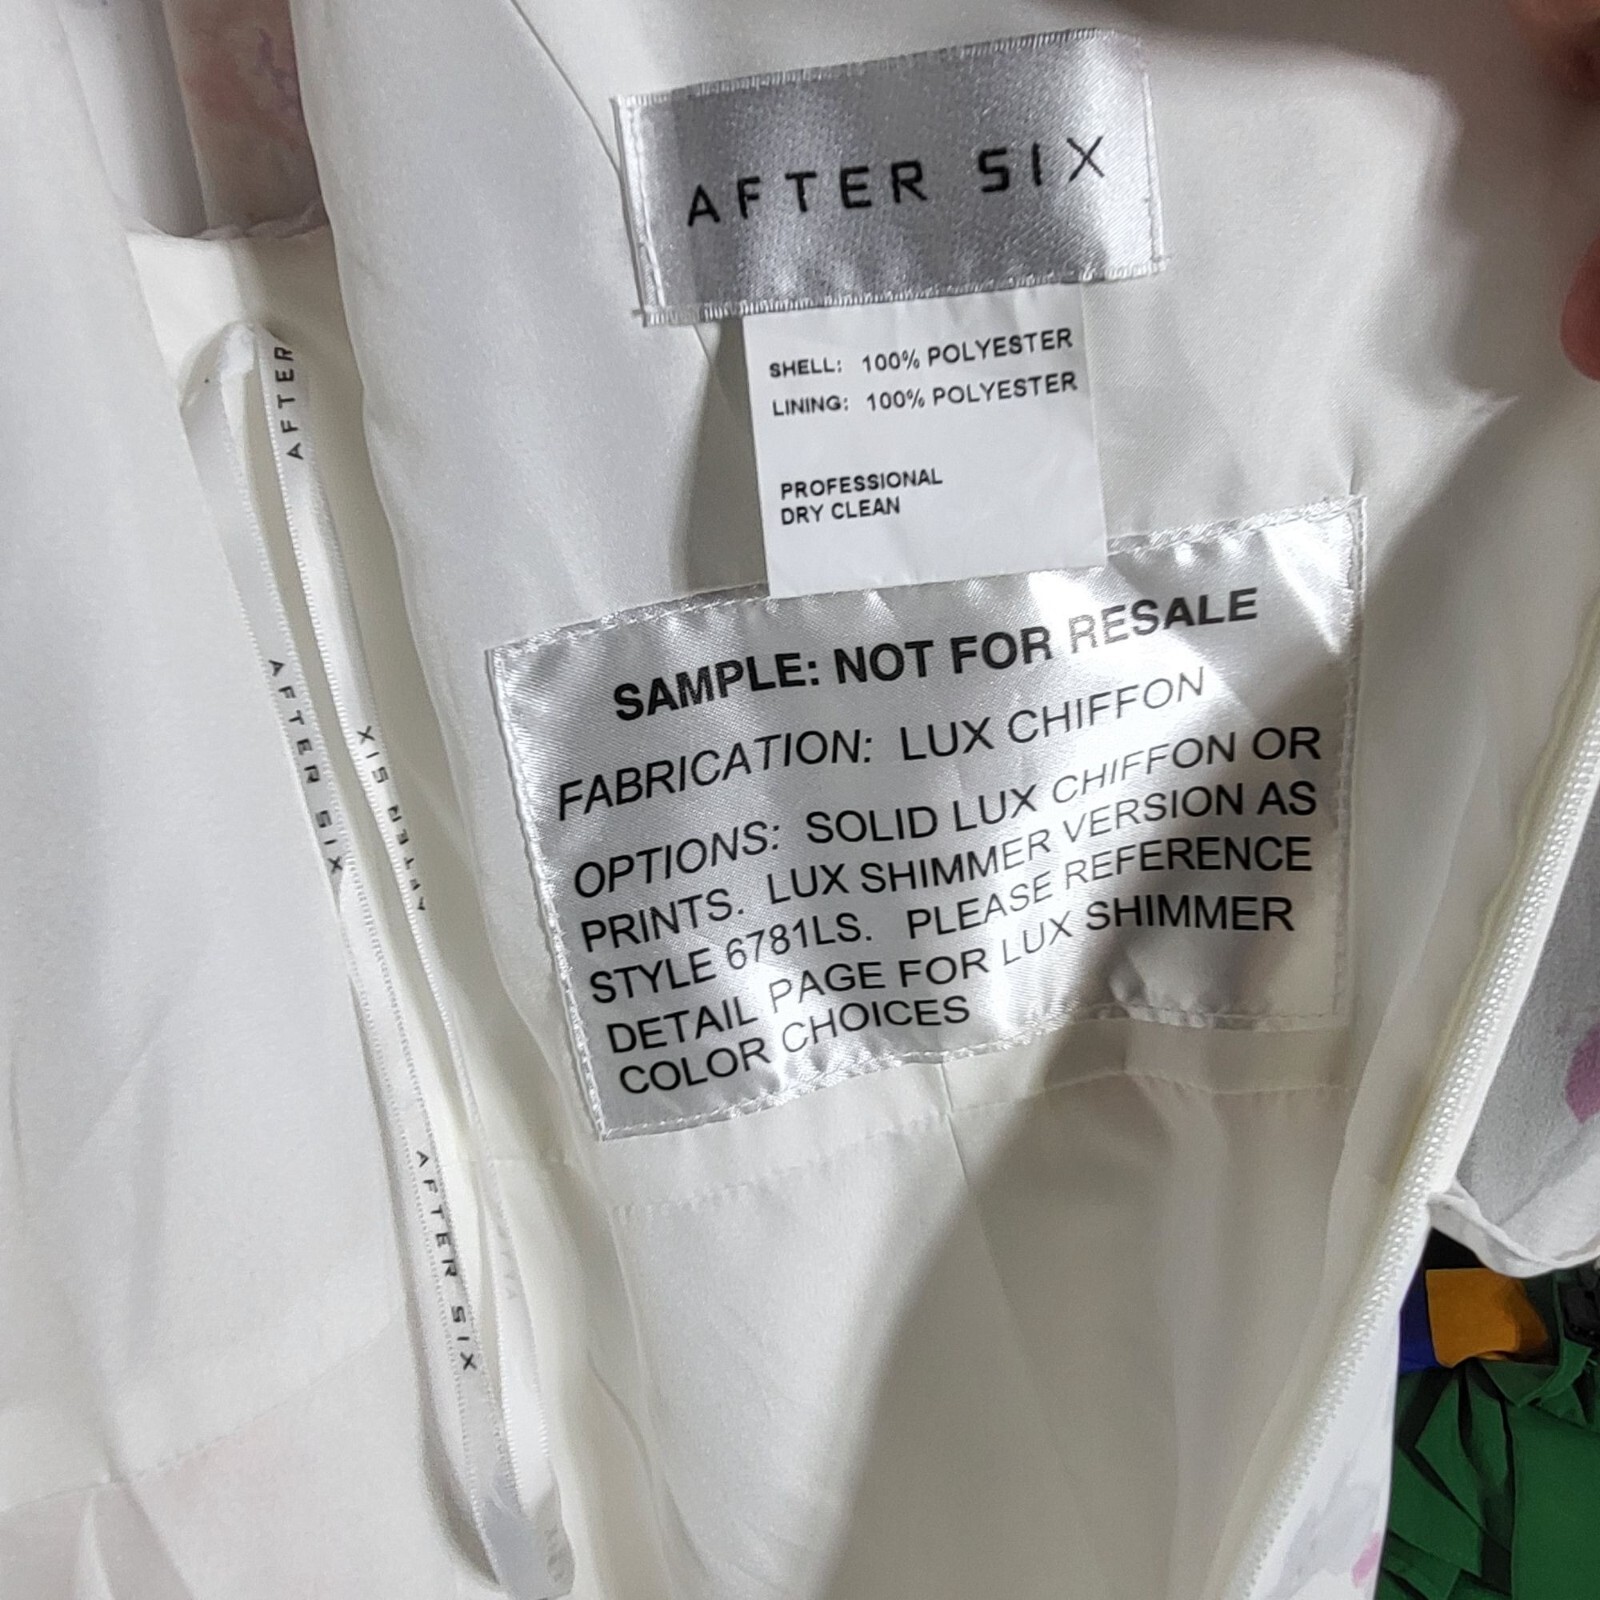 AFTER SIX
SHELL: 100% POLYESTER
LINING: 100% POLYESTER
PROFESSIONAL
DRY CLEAN
SAMPLE: NOT FOR RESALE
FABRICATION: LUX CHIFFON
OPTIONS: SOLID LUX CHIFFON OR
PRINTS. LUX SHIMMER VERSION AS
STYLE 6781LS. PLEASE REFERENCE
DETAIL PAGE FOR LUX SHIMMER
COLOR CHOICES
AFTER
AFTER SIX
AFTER SIX
AFTER SIX